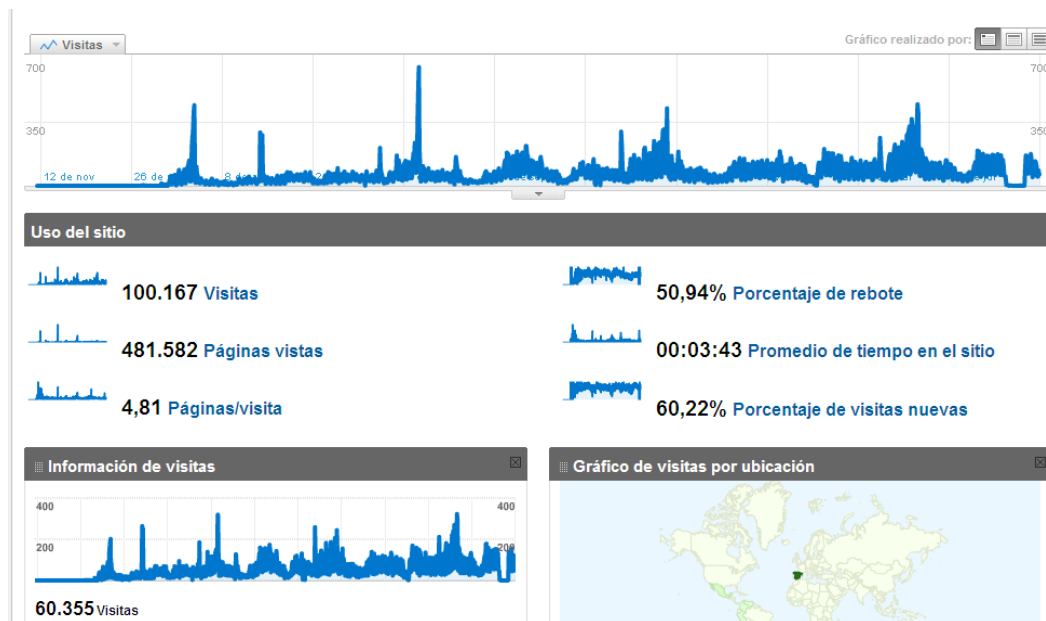 Visitas
Gráfico realizado por:
700
700
350
350
12 de nov
26 de
Uso del sitio
100.167 Visitas
50,94% Porcentaje de rebote
481.582 Páginas vistas
00:03:43 Promedio de tiempo en el sitio
4,81 Páginas/visita
60,22% Porcentaje de visitas nuevas
Información de visitas
Gráfico de visitas por ubicación
400
400
200
200
60.355 Visitas